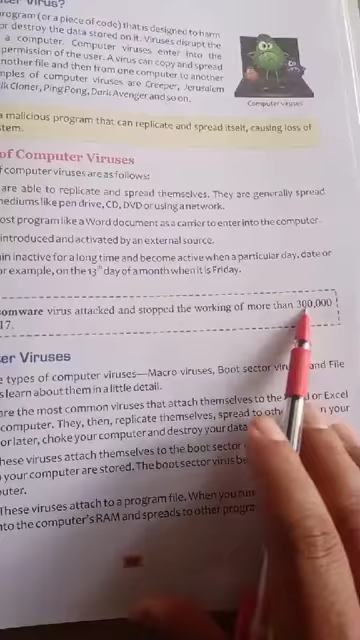 ter Virus?
rogram (or a piece of code) that is designed to harm
or destroy the data stored on it. Viruses disrupt the
a computer. Computer viruses enter into the
permission of the user. A virus can copy and spread
nother file and then from one computer to another
mples of computer viruses are Creeper, Jerusalem
lk Cloner, Ping Pong, Dark Avenger and so on.
Computer viruses
a malicious program that can replicate and spread itself, causing loss of
stem.
of Computer Viruses
f computer viruses are as follows:
are able to replicate and spread themselves. They are generally spread
mediums like pen drive, CD, DVD or using a network.
ost program like a Word document as a carrier to enter into the computer.
introduced and activated by an external source.
in inactive for a long time and become active when a particular day, date or
or example, on the 13th day of a month when it is Friday.
somware virus attacked and stopped the working of more than 300,000
17.
er Viruses
e types of computer viruses—Macro viruses, Boot sector and File
s learn about them in a little detail.
are the most common viruses that attach themselves to the or Excel
computer. They, then, replicate themselves, spread to n your
or later, choke your computer and destroy your data
hese viruses attach themselves to the boot sector
your computer are stored. The boot sector virus
uter.
These viruses attach to a program file. When you run
nto the computer's RAM and spreads to other